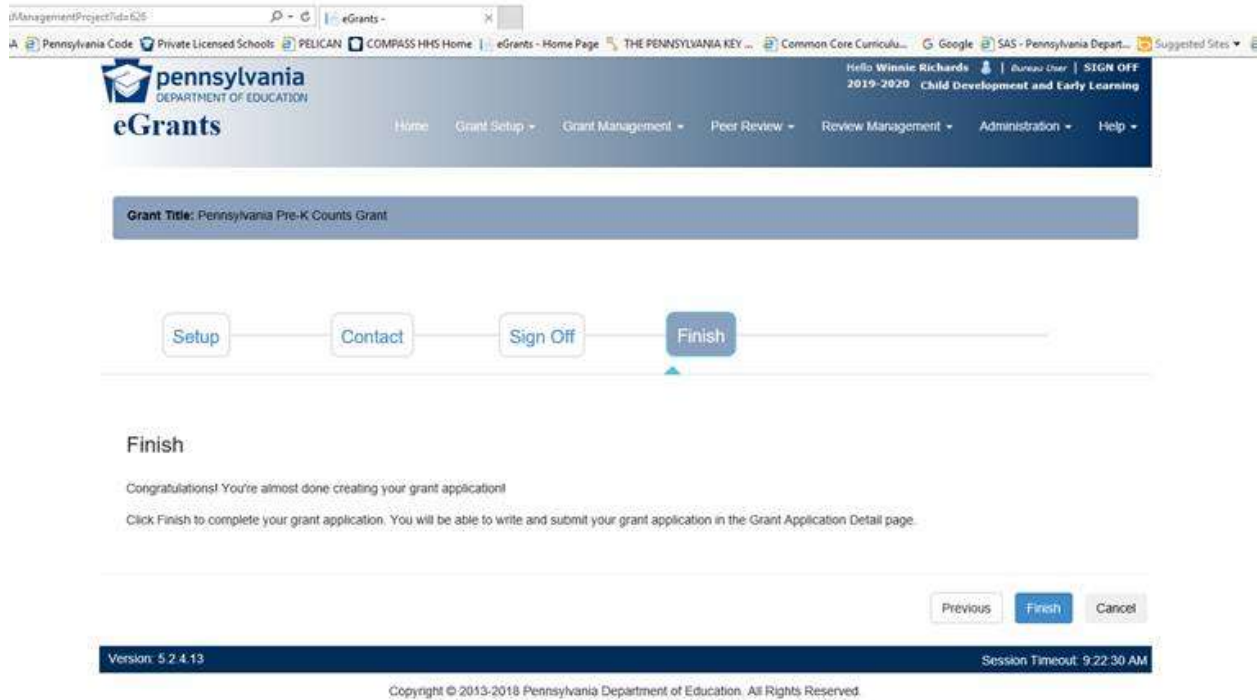 ManagementProject?id=626
eGrants -
Pennsylvania Code Private Licensed Schools PELICAN COMPASS HHS Home eGrants - Home Page THE PENNSYLVANIA KEY ... Common Core Curriculu... Google SAS - Pennsylvania Depart... Suggested Sites
pennsylvania
DEPARTMENT OF EDUCATION
eGrants
Hello Winnie Richards | Bureau User | SIGN OFF
2019-2020 Child Development and Early Learning
Home Grant Setup Grant Management Peer Review Review Management Administration Help
Grant Title: Pennsylvania Pre-K Counts Grant
Setup Contact Sign Off Finish
Finish
Congratulations! You're almost done creating your grant application!
Click Finish to complete your grant application. You will be able to write and submit your grant application in the Grant Application Detail page.
Previous Finish Cancel
Version: 5.2.4.13 Session Timeout: 9:22:30 AM
Copyright © 2013-2018 Pennsylvania Department of Education. All Rights Reserved.